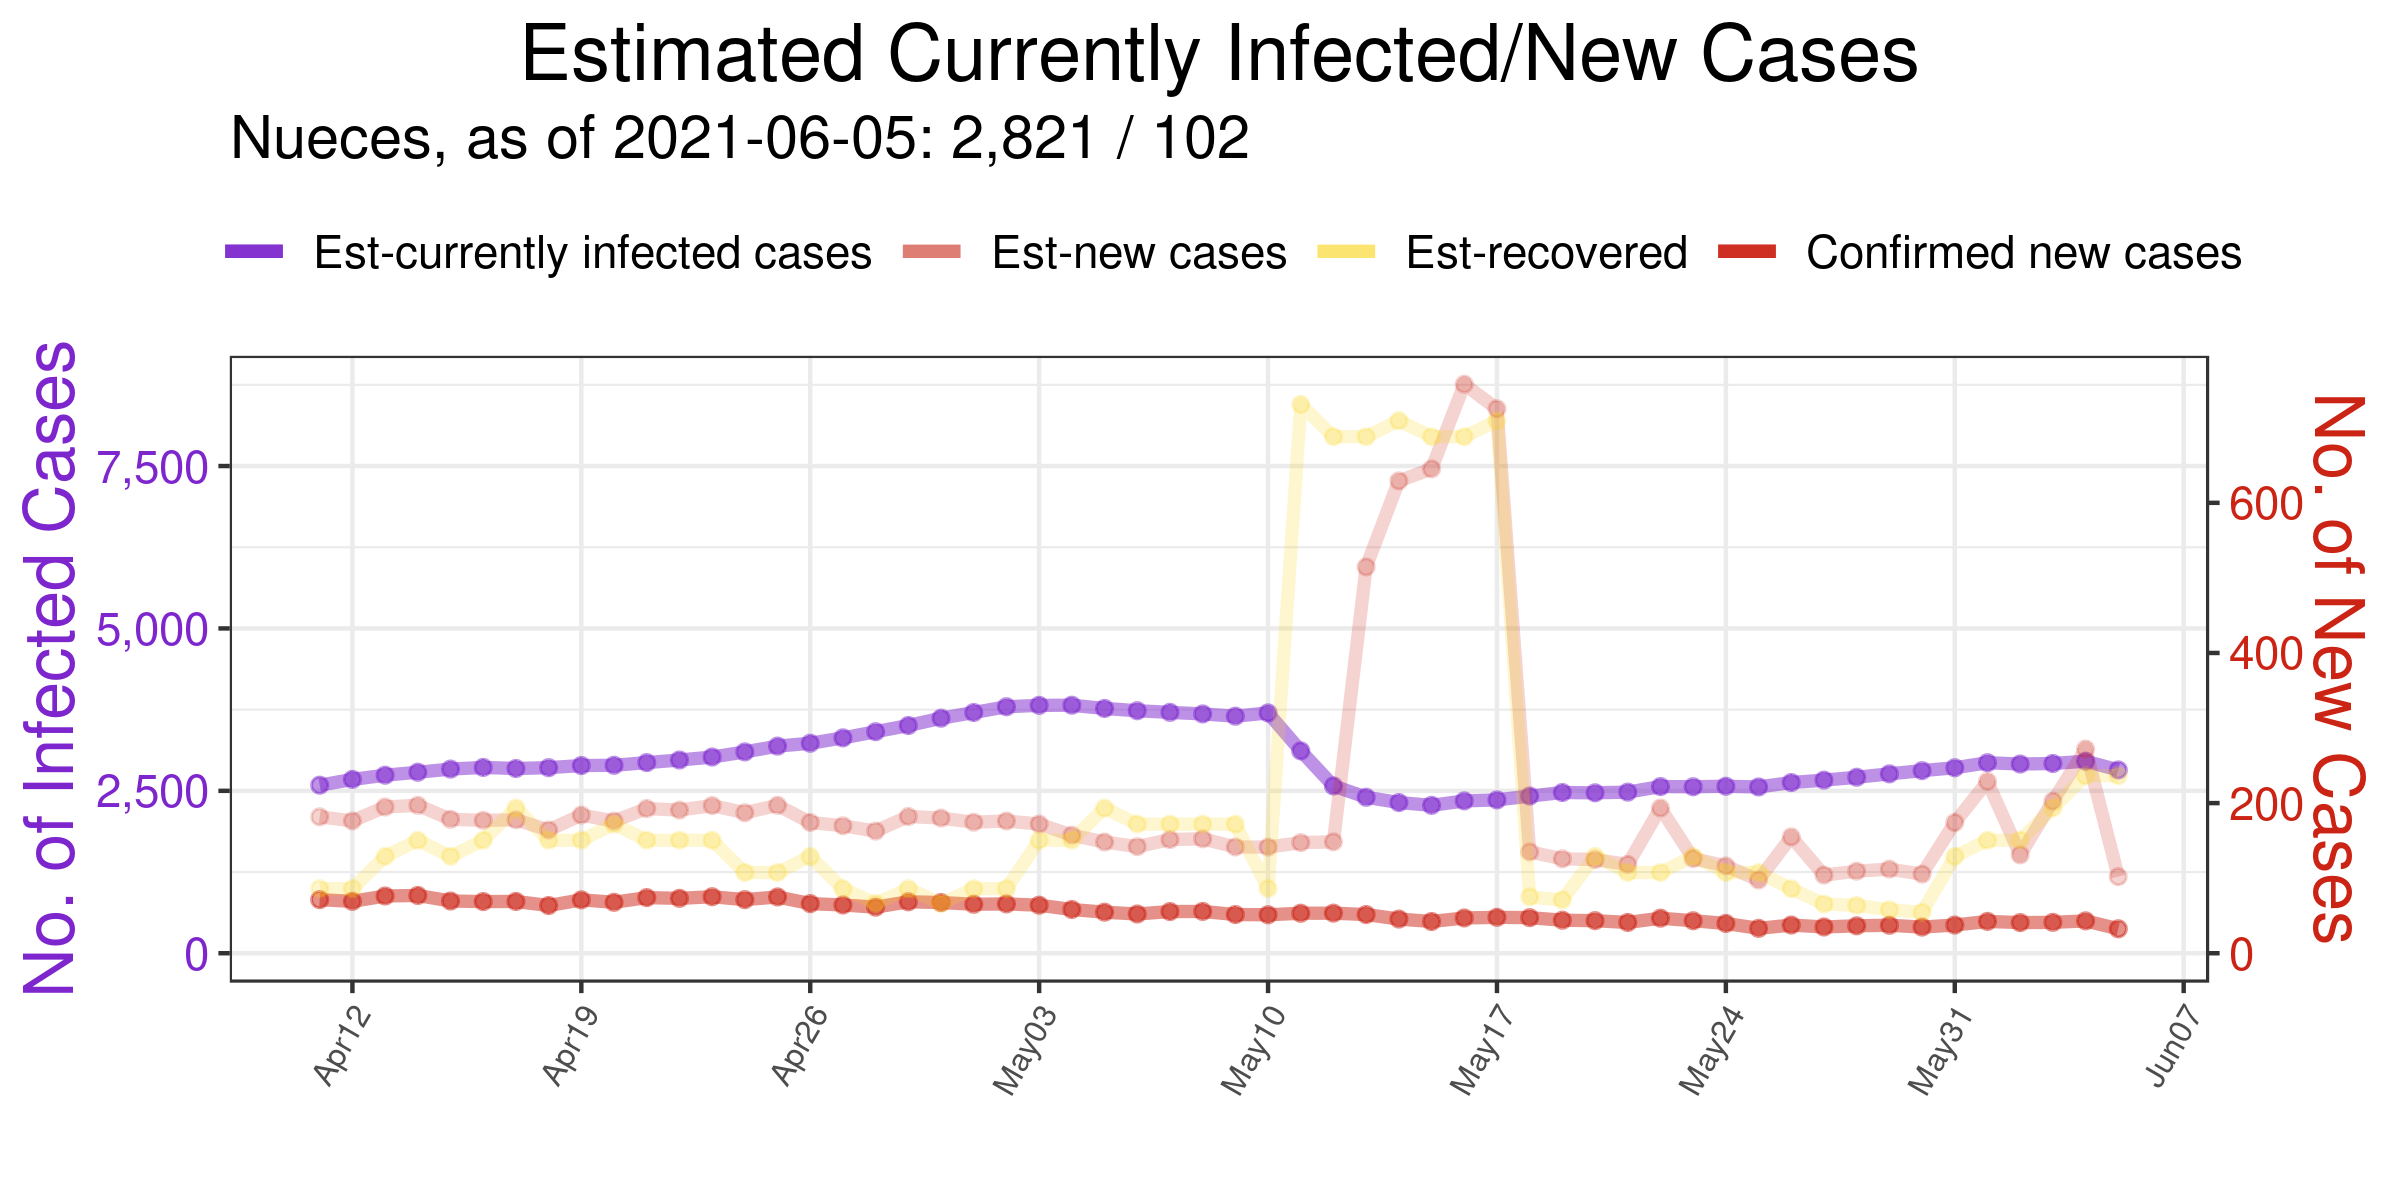 Estimated Currently Infected/New Cases
Nueces, as of 2021-06-05: 2,821 / 102
Est-currently infected cases Est-new cases Est-recovered Confirmed new cases
No. of Infected Cases
7,500
5,000
2,500
0
No. of New Cases
600
400
200
0
Apr12 Apr19 Apr26 May03 May10 May17 May24 May31 Jun07